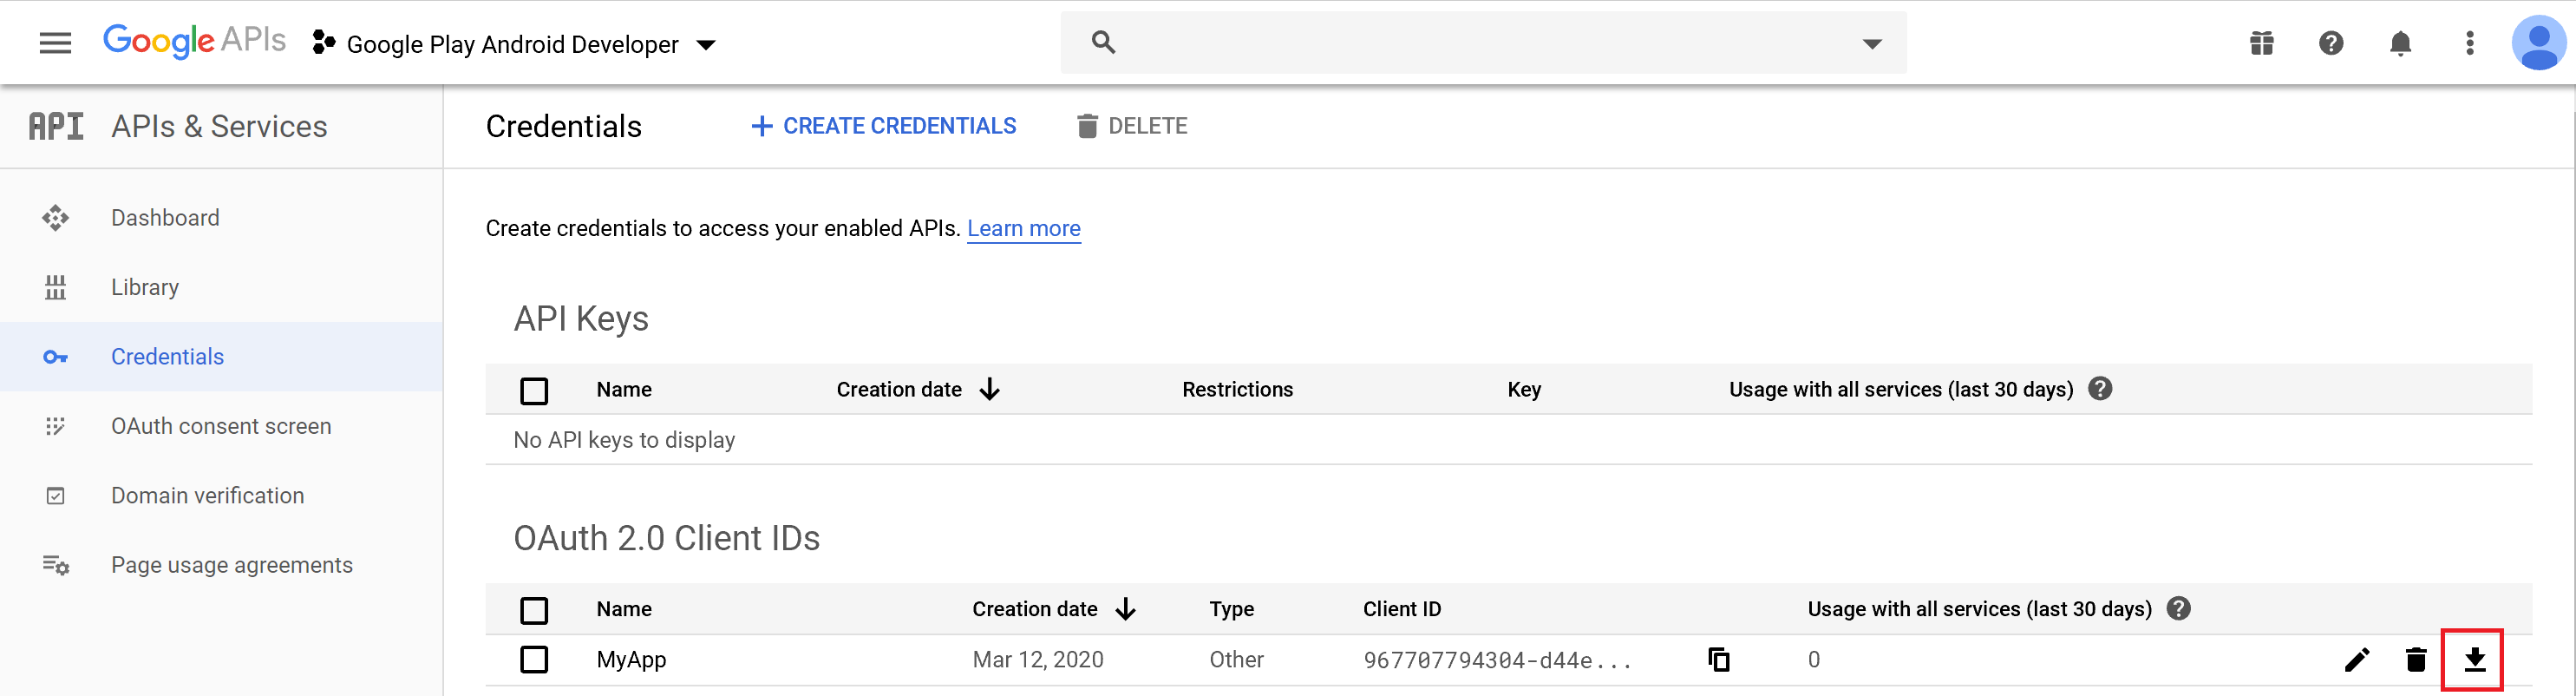 Google APIs Google Play Android Developer
API APIs & Services
Credentials + CREATE CREDENTIALS DELETE
Dashboard
Library
Credentials
OAuth consent screen
Domain verification
Page usage agreements
Create credentials to access your enabled APIs. Learn more
API Keys
Name Creation date Restrictions Key Usage with all services (last 30 days)
No API keys to display
OAuth 2.0 Client IDs
Name Creation date Type Client ID Usage with all services (last 30 days)
MyApp Mar 12, 2020 Other 967707794304-d44e... 0